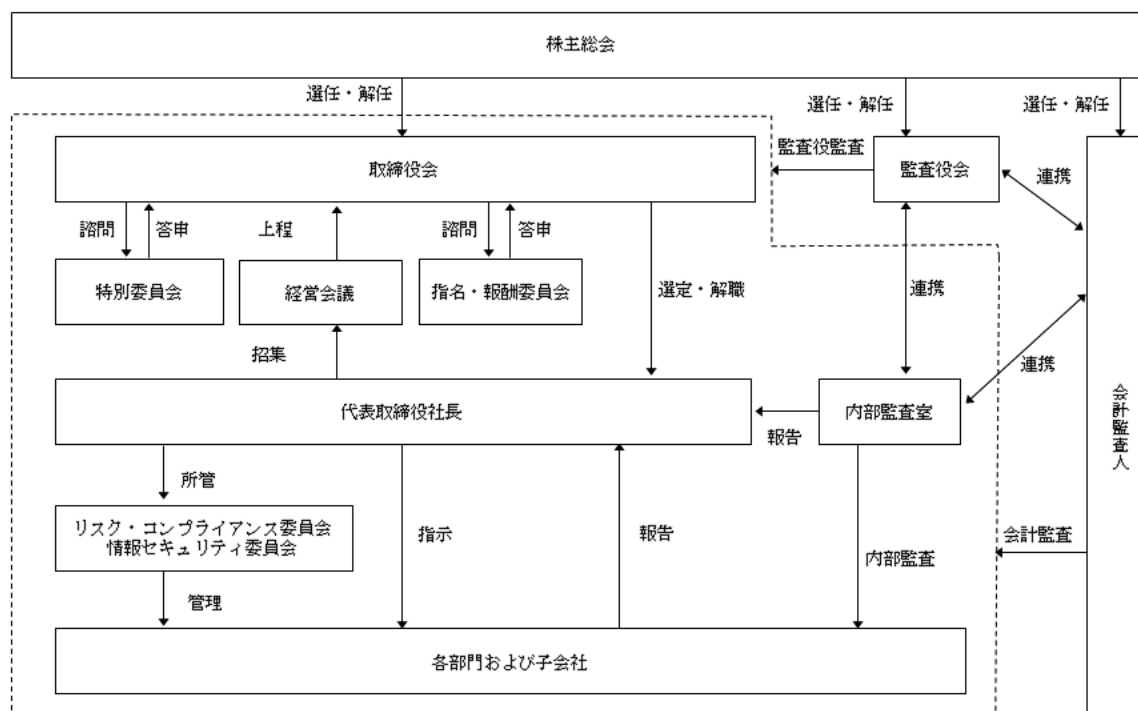 株主総会
選任・解任
選任・解任
選任・解任
取締役会
監査役監査
監査役会
連携
諮問
答申
上程
諮問
答申
特別委員会
経営会議
指名・報酬委員会
選定・解職
連携
招集
連携
代表取締役社長
報告
内部監査室
会計監査人
所管
リスク・コンプライアンス委員会
情報セキュリティ委員会
指示
報告
内部監査
会計監査
管理
各部門および子会社